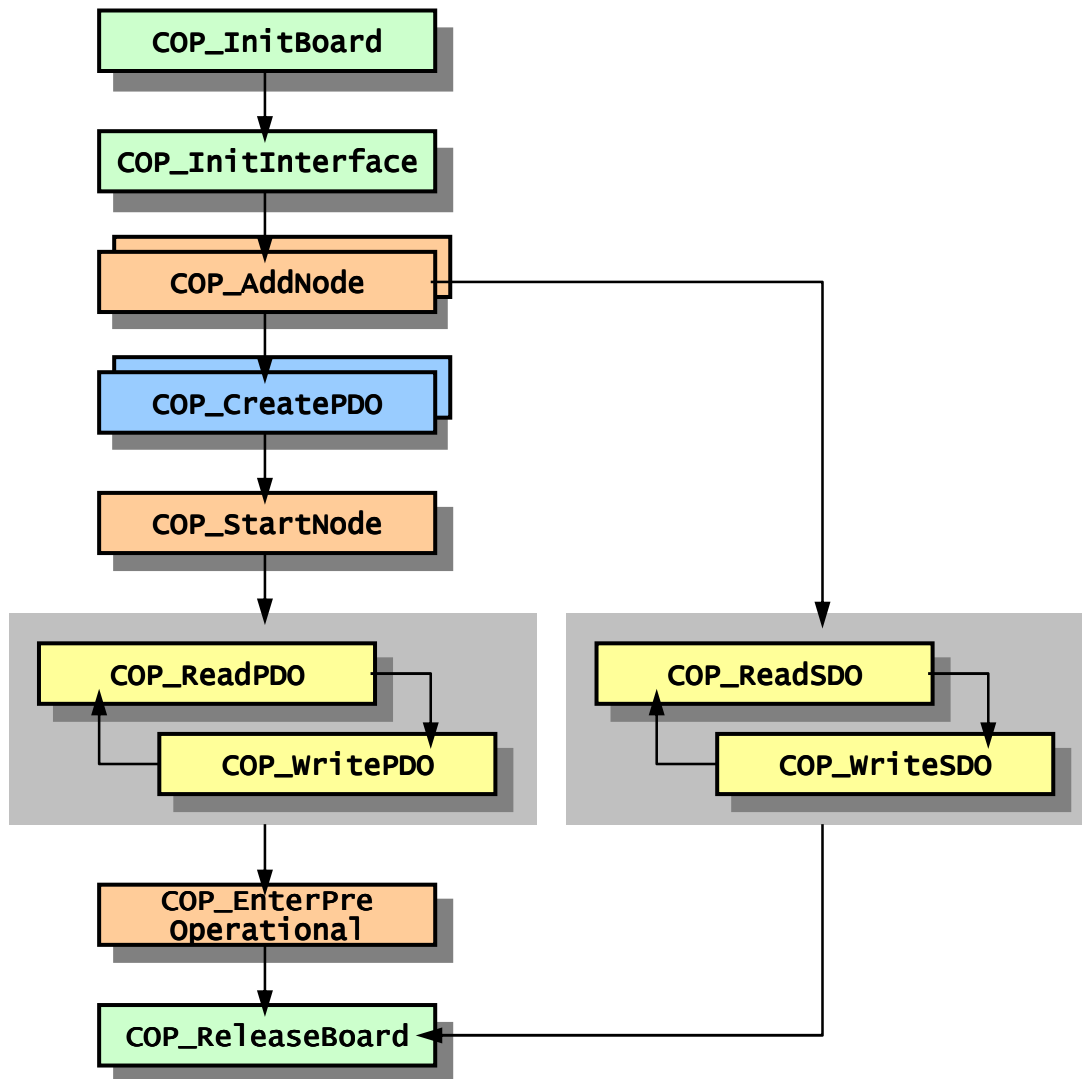 COP_InitBoard
COP_InitInterface
COP_AddNode
COP_CreatePDO
COP_StartNode
COP_ReadPDO
COP_WritePDO
COP_ReadSDO
COP_WriteSDO
COP_EnterPre
Operational
COP_ReleaseBoard